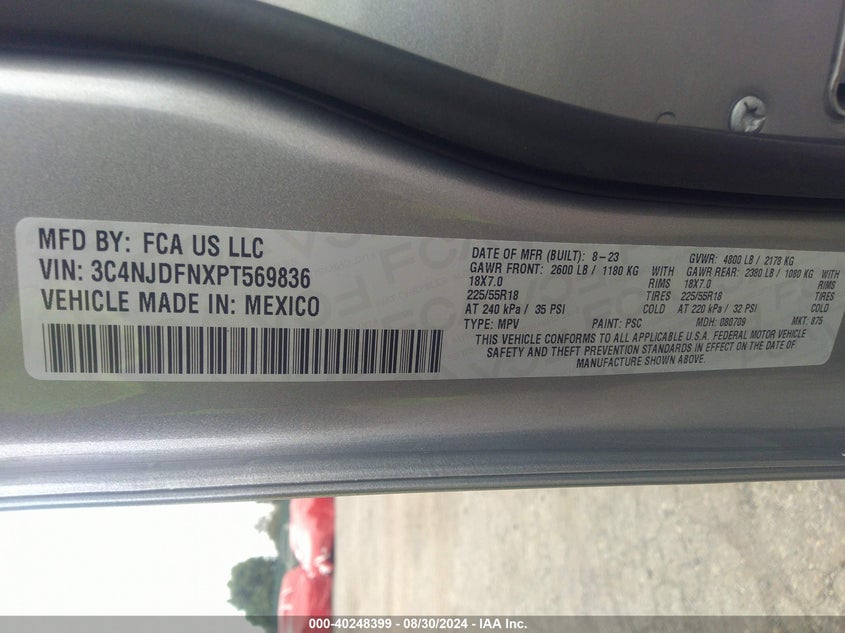 MFD BY: FCA US LLC
VIN: 3C4NJDFNXPT569836
VEHICLE MADE IN: MEXICO
DATE OF MFR (BUILT): 8-23 GVWR: 4800 LB / 2178 KG
GAWR FRONT: 2600 LB / 1180 KG WITH GAWR REAR: 2380 LB / 1080 KG WITH
18X7.0 RIMS 18X7.0 RIMS
225/55R18 TIRES 225/55R18 TIRES
AT 240 kPa / 35 PSI COLD AT 220 kPa / 32 PSI COLD
TYPE: MPV PAINT: PSC MDH: 080709 MKT: 875
THIS VEHICLE CONFORMS TO ALL APPLICABLE U.S.A. FEDERAL MOTOR VEHICLE
SAFETY AND THEFT PREVENTION STANDARDS IN EFFECT ON THE DATE OF
MANUFACTURE SHOWN ABOVE.
000-40248399 / 08/30/2024 - IAA Inc.